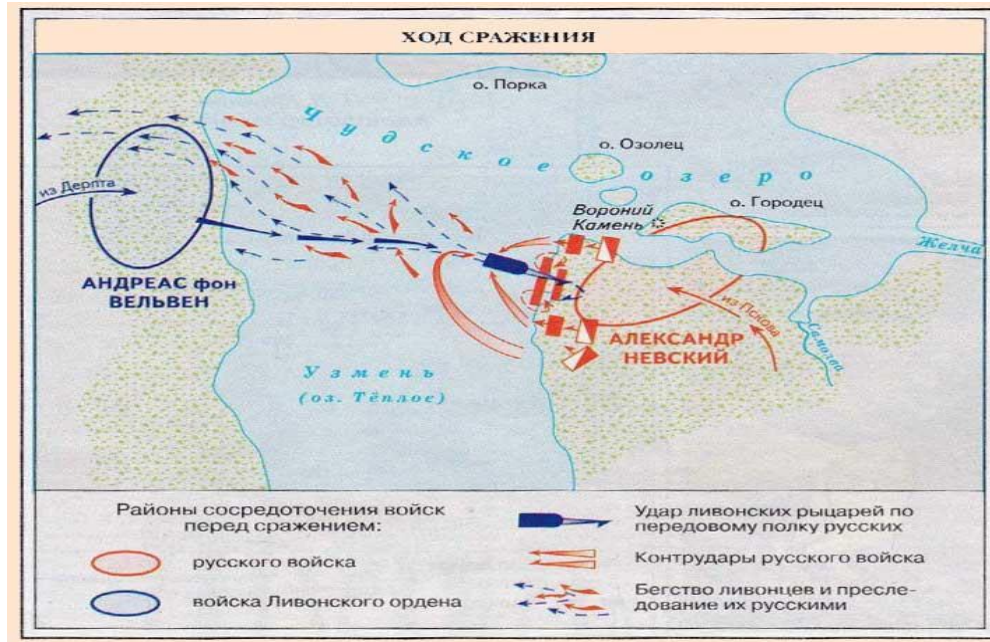 ХОД СРАЖЕНИЯ
о. Порка
Чудское озеро
о. Озолец
из Дерпта
Вороний
Камень
о. Городец
Желча
АНДРЕАС фон
ВЕЛЬВЕН
из Пскова
АЛЕКСАНДР
НЕВСКИЙ
Самолва
Узмень
(оз. Тёплое)
Районы сосредоточения войск
перед сражением:
русского войска
войска Ливонского ордена
Удар ливонских рыцарей по
передовому полку русских
Контрудары русского войска
Бегство ливонцев и пресле-
дование их русскими